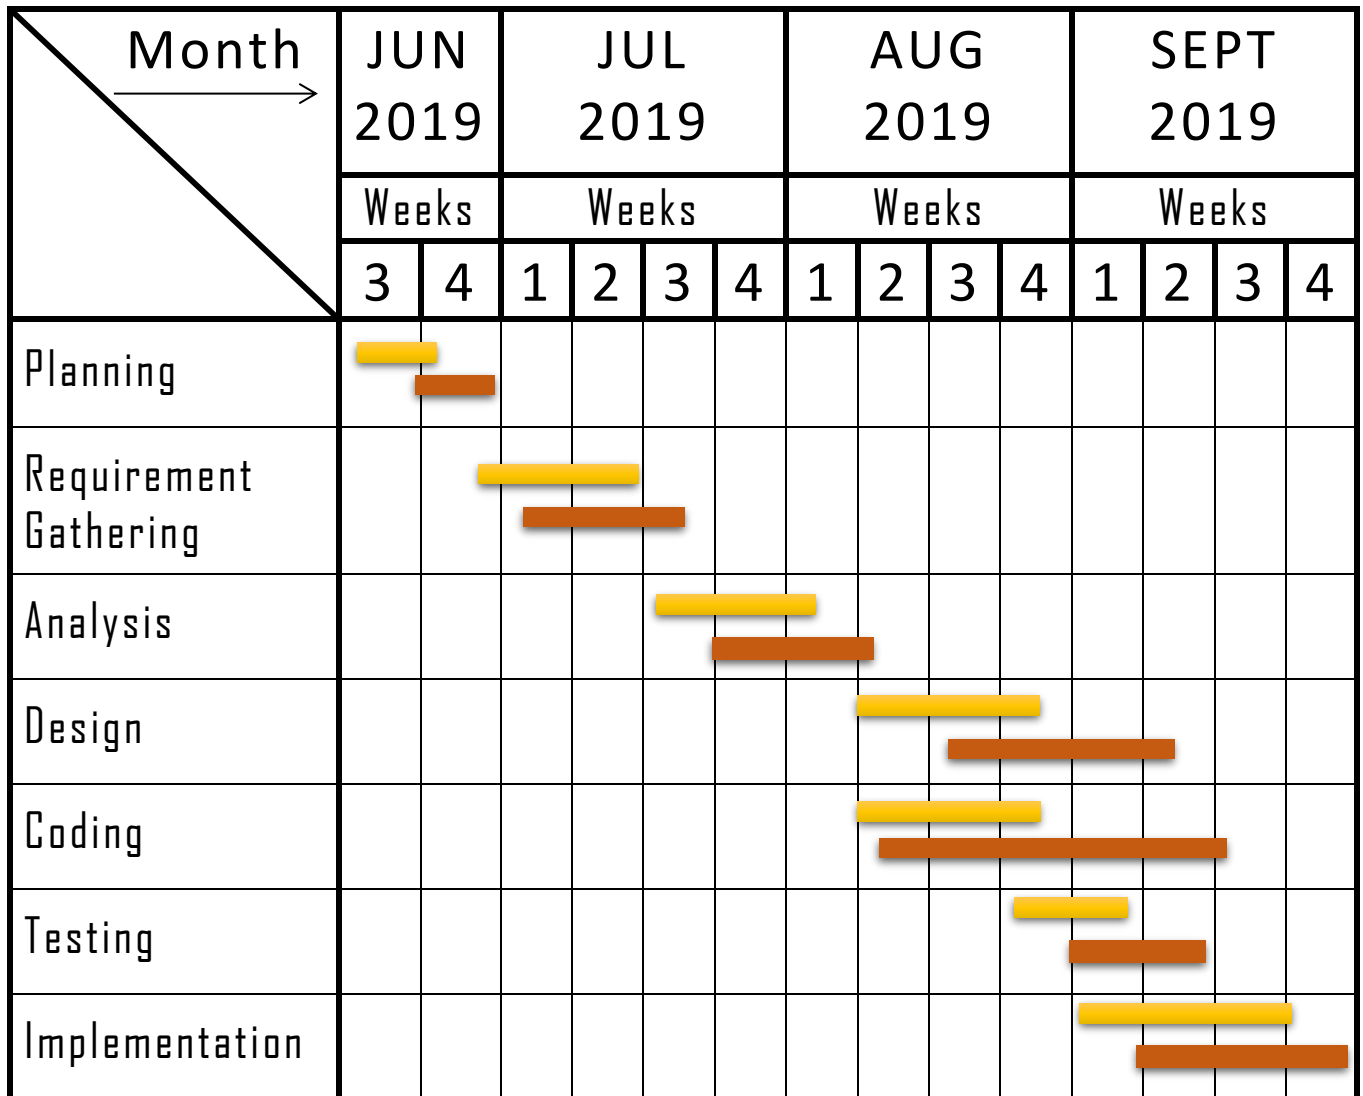 Month
JUN
2019
JUL
2019
AUG
2019
SEPT
2019
Weeks
Weeks
Weeks
Weeks
3 4 1 2 3 4 1 2 3 4 1 2 3 4
Planning
Requirement
Gathering
Analysis
Design
Coding
Testing
Implementation